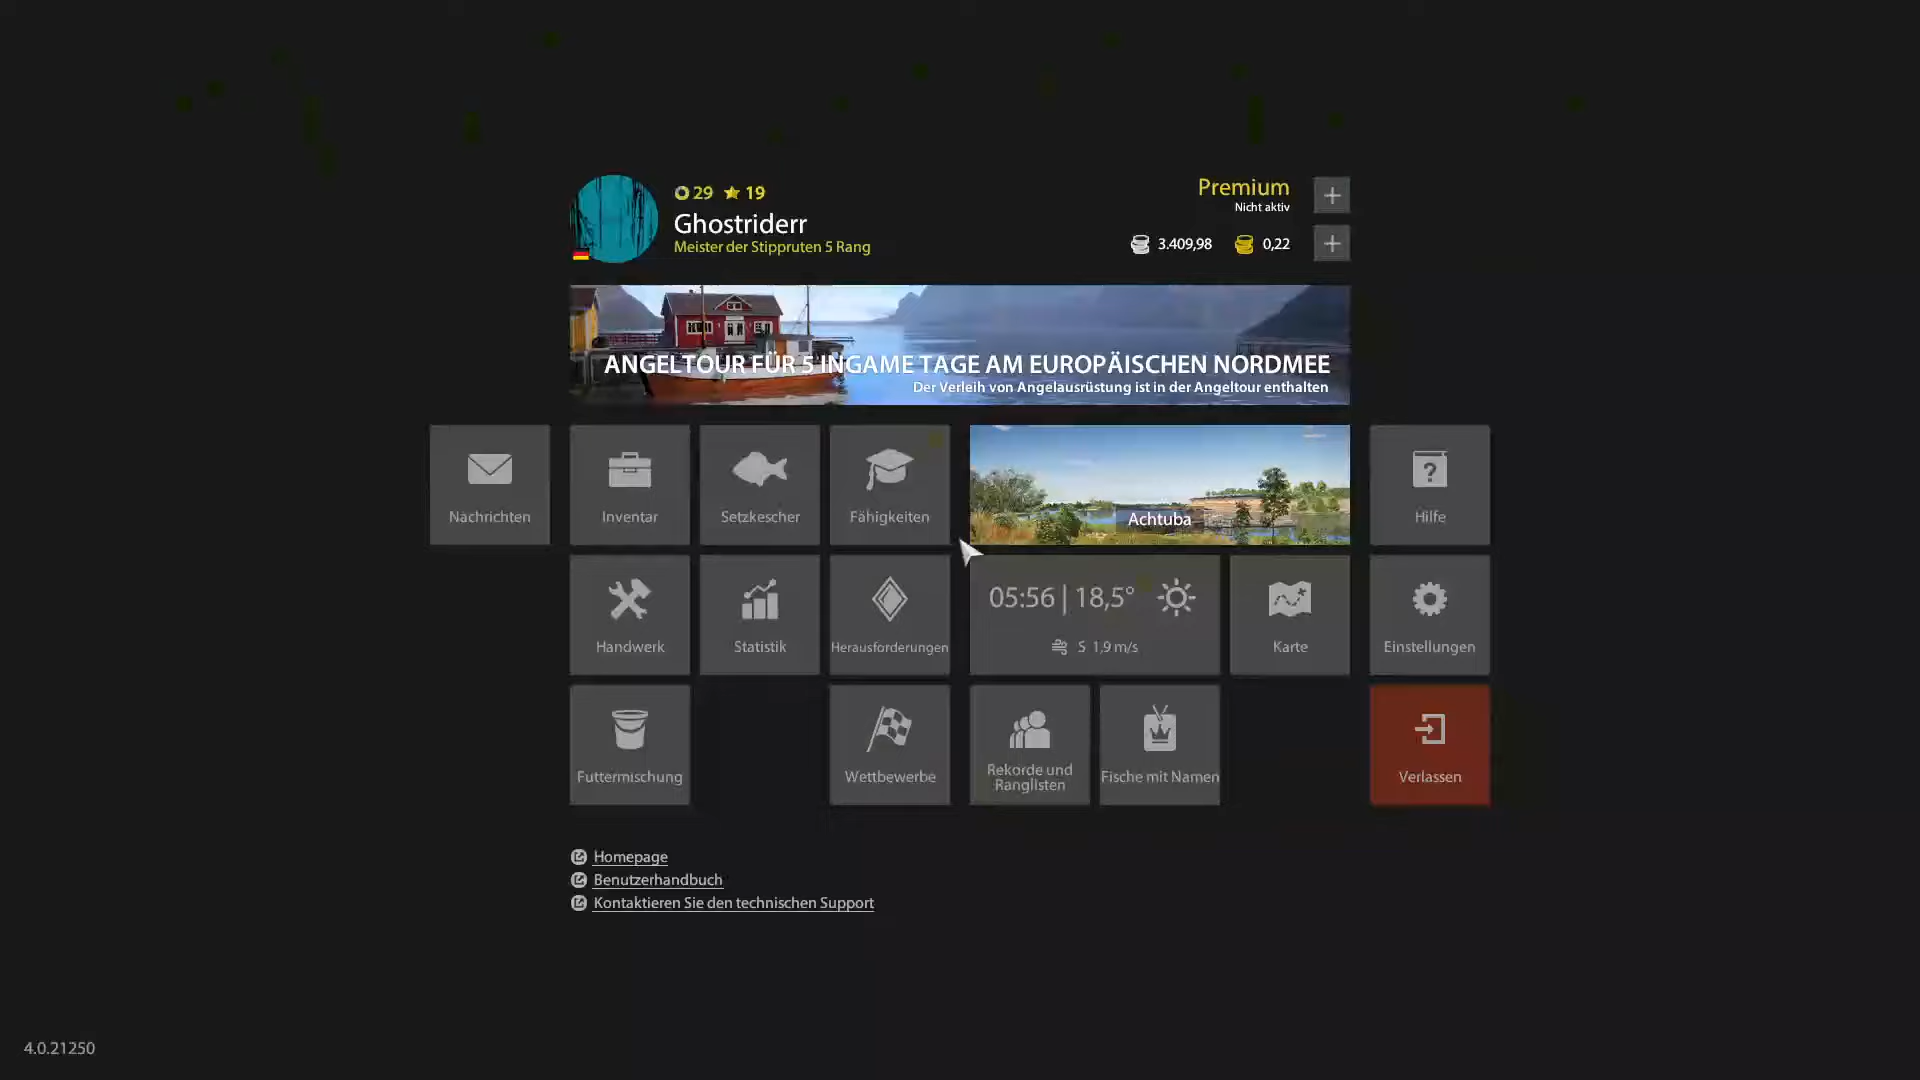 29 19
Ghostriderr
Meister der Stippruten 5 Rang
Premium
Nicht aktiv
3.409,98 0,22
ANGELTOUR FÜR 5 INGAME TAGE AM EUROPÄISCHEN NORDMEE
Der Verleih von Angelausrüstung ist in der Angeltour enthalten
Nachrichten
Inventar
Setzkescher
Fähigkeiten
Achtuba
Hilfe
Handwerk
Statistik
Herausforderungen
05:56 | 18,5°
S 1,9 m/s
Karte
Einstellungen
Futtermischung
Wettbewerbe
Rekorde und
Ranglisten
Fische mit Namen
Verlassen
Homepage
Benutzerhandbuch
Kontaktieren Sie den technischen Support
4.0.21250